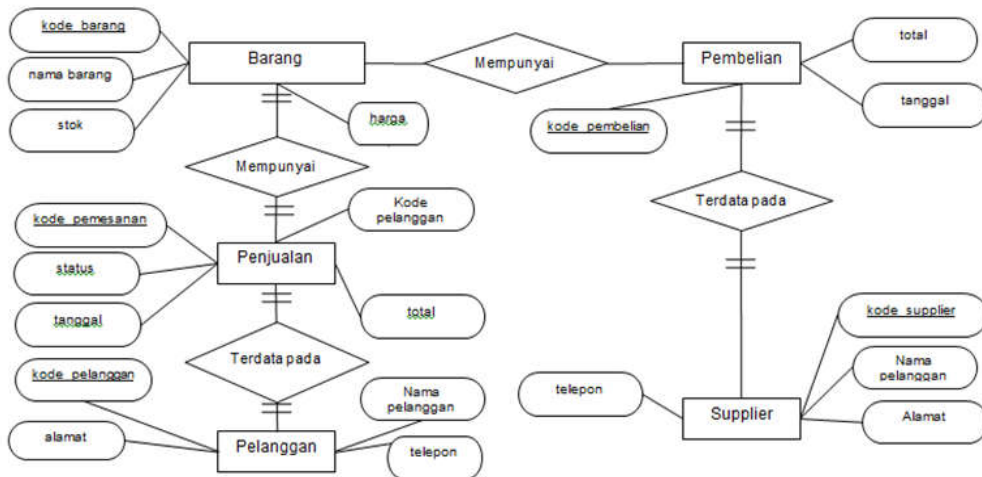 kode_barang
nama barang
stok
Barang
harga
Mempunyai
Pembelian
total
tanggal
kode_pembelian
Mempunyai
Terdata pada
Kode
pelanggan
kode_pemesanan
status
tanggal
Penjualan
total
Terdata pada
kode_pelanggan
alamat
Pelanggan
Nama
pelanggan
telepon
telepon
Supplier
kode_supplier
Nama
pelanggan
Alamat